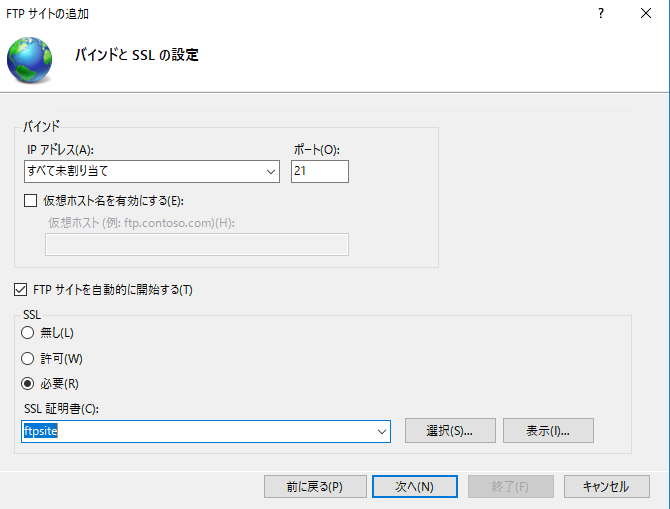 FTP サイトの追加
バインドと SSL の設定
バインド
IP アドレス(A):
ポート(O):
すべて未割り当て
21
仮想ホスト名を有効にする(E):
仮想ホスト (例: ftp.contoso.com)(H):
FTP サイトを自動的に開始する(T)
SSL
無し(L)
許可(W)
必要(R)
SSL 証明書(C):
ftpsite
選択(S)...
表示(I)...
前に戻る(P)
次へ(N)
終了(F)
キャンセル